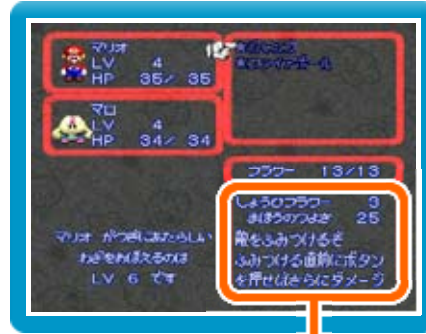 マリオ
LV 4
HP 35/ 35
マロ
LV 4
HP 34/ 34
フラワー 13/13
しょうひフラワー 3
まほうのつよさ 25
敵をふみつけるぞ
ふみつける直前にボタン
を押せばさらにダメージ
マリオ がつぎにあたらしい
わざをおぼえるのは
LV 6 です